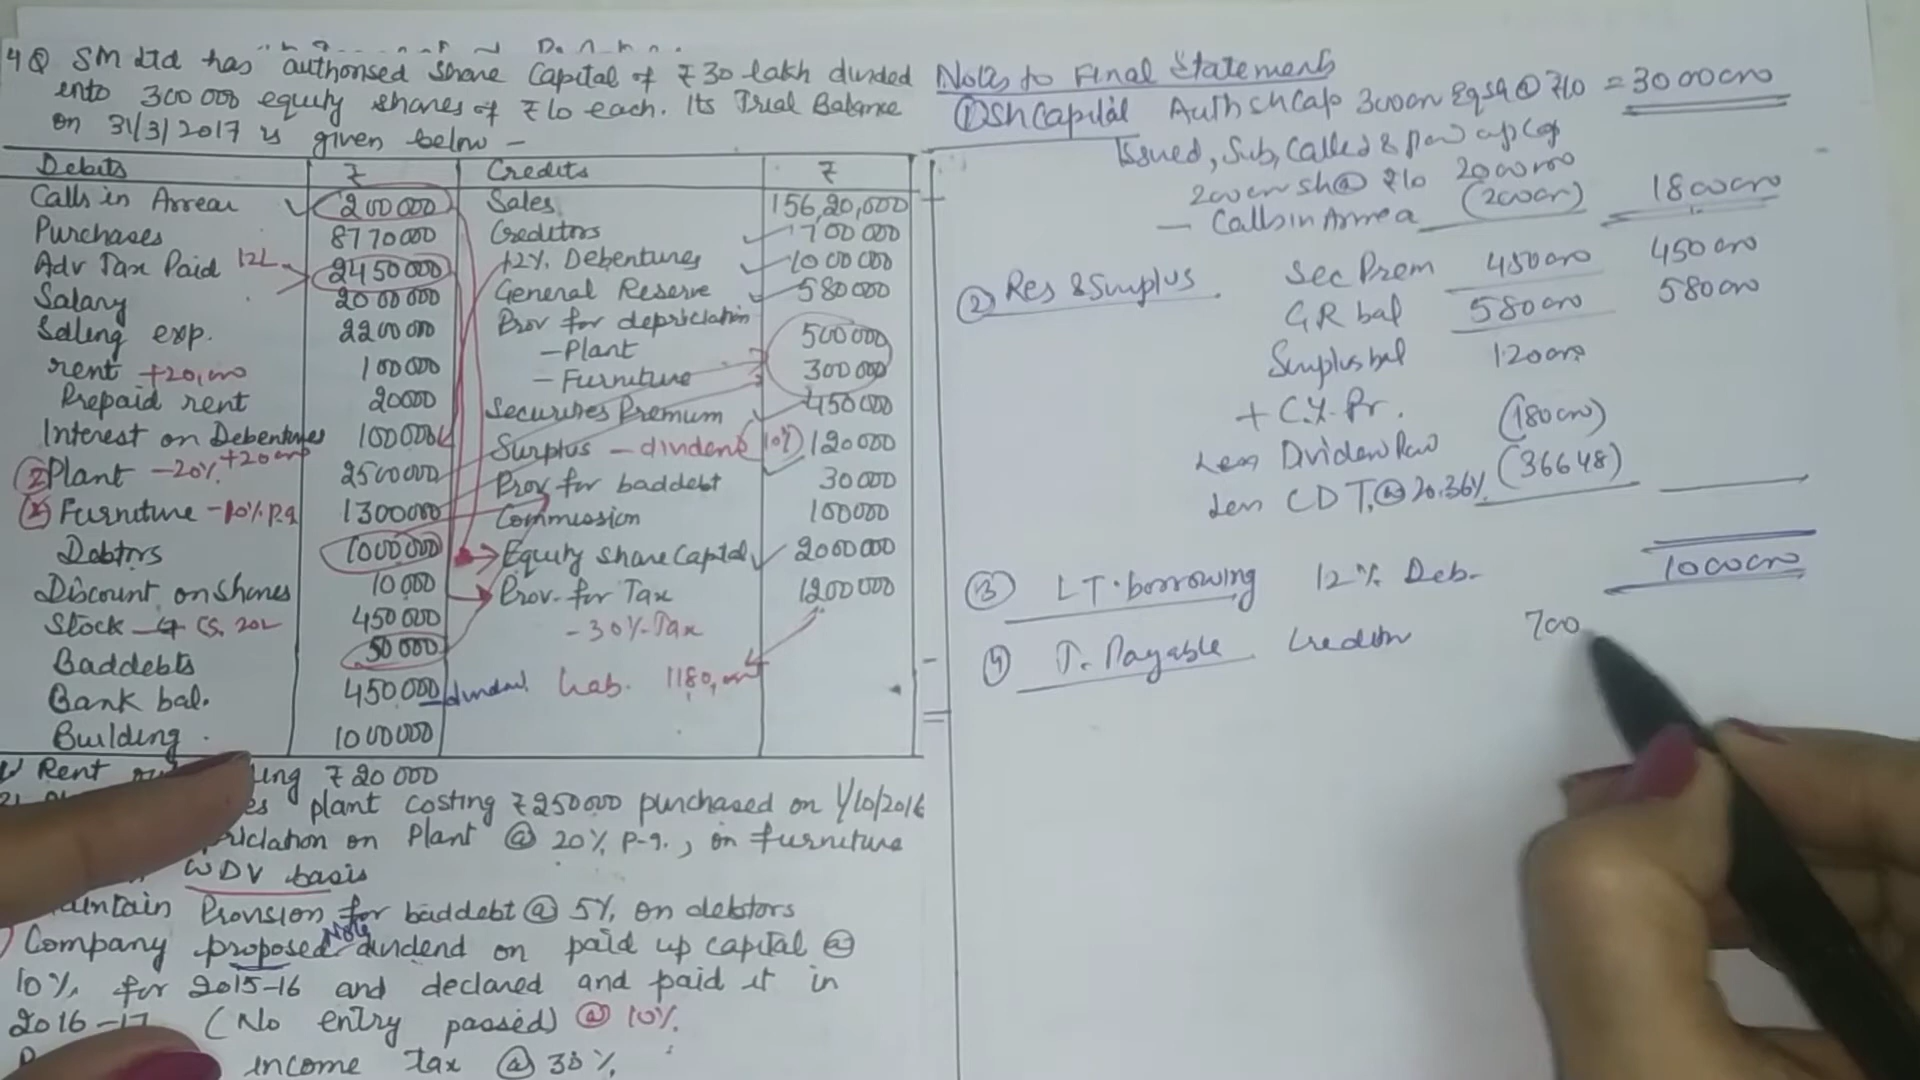 4Q SM Ltd has authorised Share Capital of ₹30 lakh divided
into 300000 equity shares of ₹10 each. Its Trial Balance
on 31/3/2017 is given below -
Debits ₹ Credits ₹
Calls in Arrear 200000 Sales 156,20,000
Purchases 8770000 Creditors 700000
Adv Tax Paid 12L 2450000 12% Debentures 1000000
Salary 2000000 General Reserve 580000
Selling exp. 2200000 Prov for depriciation
rent +20,000 100000 - Plant 500000
Prepaid rent 20000 - Furniture 300000
Interest on Debentures 100000 Securites Premium 450000
② Plant -20% +20000 2500000 Surplus - dividend (10%) 120000
Furniture -10% p.a 1300000 Prov for baddebt 30000
Debtors 1000000 Commission 100000
Discount on Shares 10000 Equity Share Capital 2000000
Stock CS. 20L 450000 Prov. for Tax 1200000
Baddebts 50000 - 30% Tax
Bank bal. 450000 - dividend Liab. 1180,000
Building 1000000
Rent ₹20000
plant costing ₹250000 purchased on 1/10/2016
on Plant @ 20% p.a., on furniture
WDV basis
Provision for baddebt @ 5% on debtors
Note
Company proposed dividend on paid up capital @
10% for 2015-16 and declared and paid it in
2016-17 (No entry passed) @ 10%
income tax @ 30%
Notes to Final Statements
① Sh Capital Auth Sh Cap @ ₹10 = 3000000
Issued, Sub, Called & paid up Cap
sh @ ₹10 2000000
- Calls in Arrea (200000) 1800000
② Res & Surplus Sec Prem 450000 450000
GR bal 580000 580000
Surplus bal 120000
+ C.Y. Pr.
Less Dividend Paid (180000)
Less CDT @ 20.36% (36648)
③ LT. borrowing 12% Deb. 1000000
④ T. Payable Creditors 700